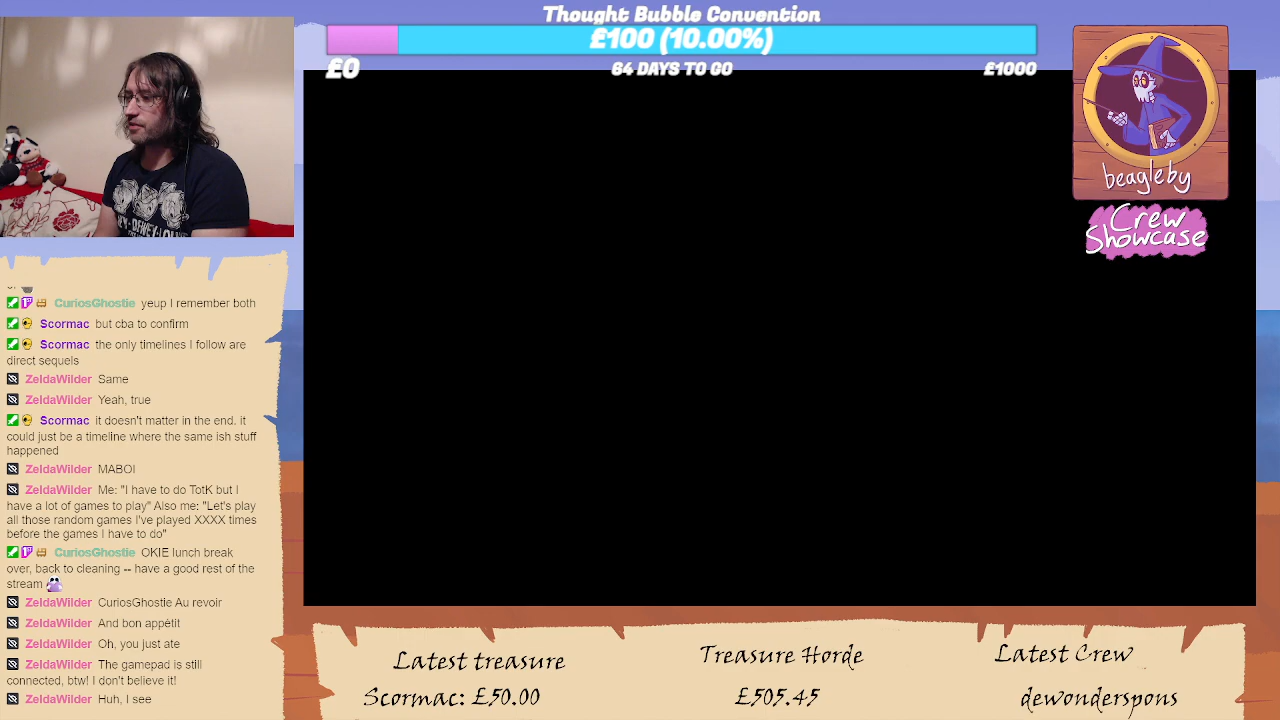 Thought Bubble Convention
£100 (10.00%)
£0
64 DAYS TO GO
£1000
beagleby
Crew
Showcase
CuriosGhostie yeup I remember both
Scormac but cba to confirm
Scormac the only timelines I follow are
direct sequels
ZeldaWilder Same
ZeldaWilder Yeah, true
Scormac it doesn't matter in the end. it
could just be a timeline where the same ish stuff
happened
ZeldaWilder MABOI
ZeldaWilder Me: "I have to do TotK but I
have a lot of games to play" Also me: "Let's play
all those random games I've played XXXX times
before the games I have to do"
CuriosGhostie OKIE lunch break
over, back to cleaning -- have a good rest of the
stream
ZeldaWilder CuriosGhostie Au revoir
ZeldaWilder And bon appétit
ZeldaWilder Oh, you just ate
ZeldaWilder The gamepad is still
connected, btw! I don't believe it!
ZeldaWilder Huh, I see
Latest treasure
Scormac: £50.00
Treasure Horde
£505.45
Latest Crew
dewonderspons